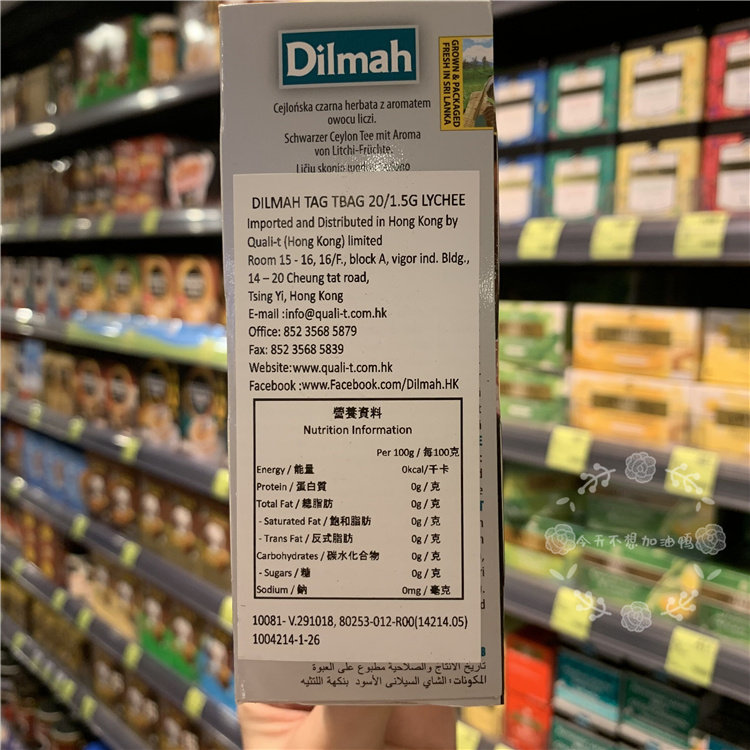 Dilmah
GROWN & PACKAGED
FRESH IN SRI LANKA
Cejlońska czarna herbata z aromatem
owocu liczi.
Schwarzer Ceylon Tee mit Aroma
von Litchi-Früchte.
DILMAH TAG TBAG 20/1.5G LYCHEE
Imported and Distributed in Hong Kong by
Quali-t (Hong Kong) limited
Room 15 - 16, 16/F., block A, vigor ind. Bldg.,
14 – 20 Cheung tat road,
Tsing Yi, Hong Kong
E-mail :info@quali-t.com.hk
Office: 852 3568 5879
Fax: 852 3568 5839
Website:www.quali-t.com.hk
Facebook :www.Facebook.com/Dilmah.HK
營養資料
Nutrition Information
Per 100g / 每100克
Energy / 能量 0kcal/千卡
Protein / 蛋白質 0g / 克
Total Fat / 總脂肪 0g / 克
- Saturated Fat / 飽和脂肪 0g / 克
- Trans Fat / 反式脂肪 0g / 克
Carbohydrates / 碳水化合物 0g / 克
- Sugars / 糖 0g / 克
Sodium / 鈉 0mg / 毫克
10081- V.291018, 80253-012-R00(14214.05)
1004214-1-26
تاريخ الانتاج والصلاحية مطبوع على العبوة
المكونات: الشاي السيلاني الأسود بنكهة اللتشيه
今天不想加油鸭